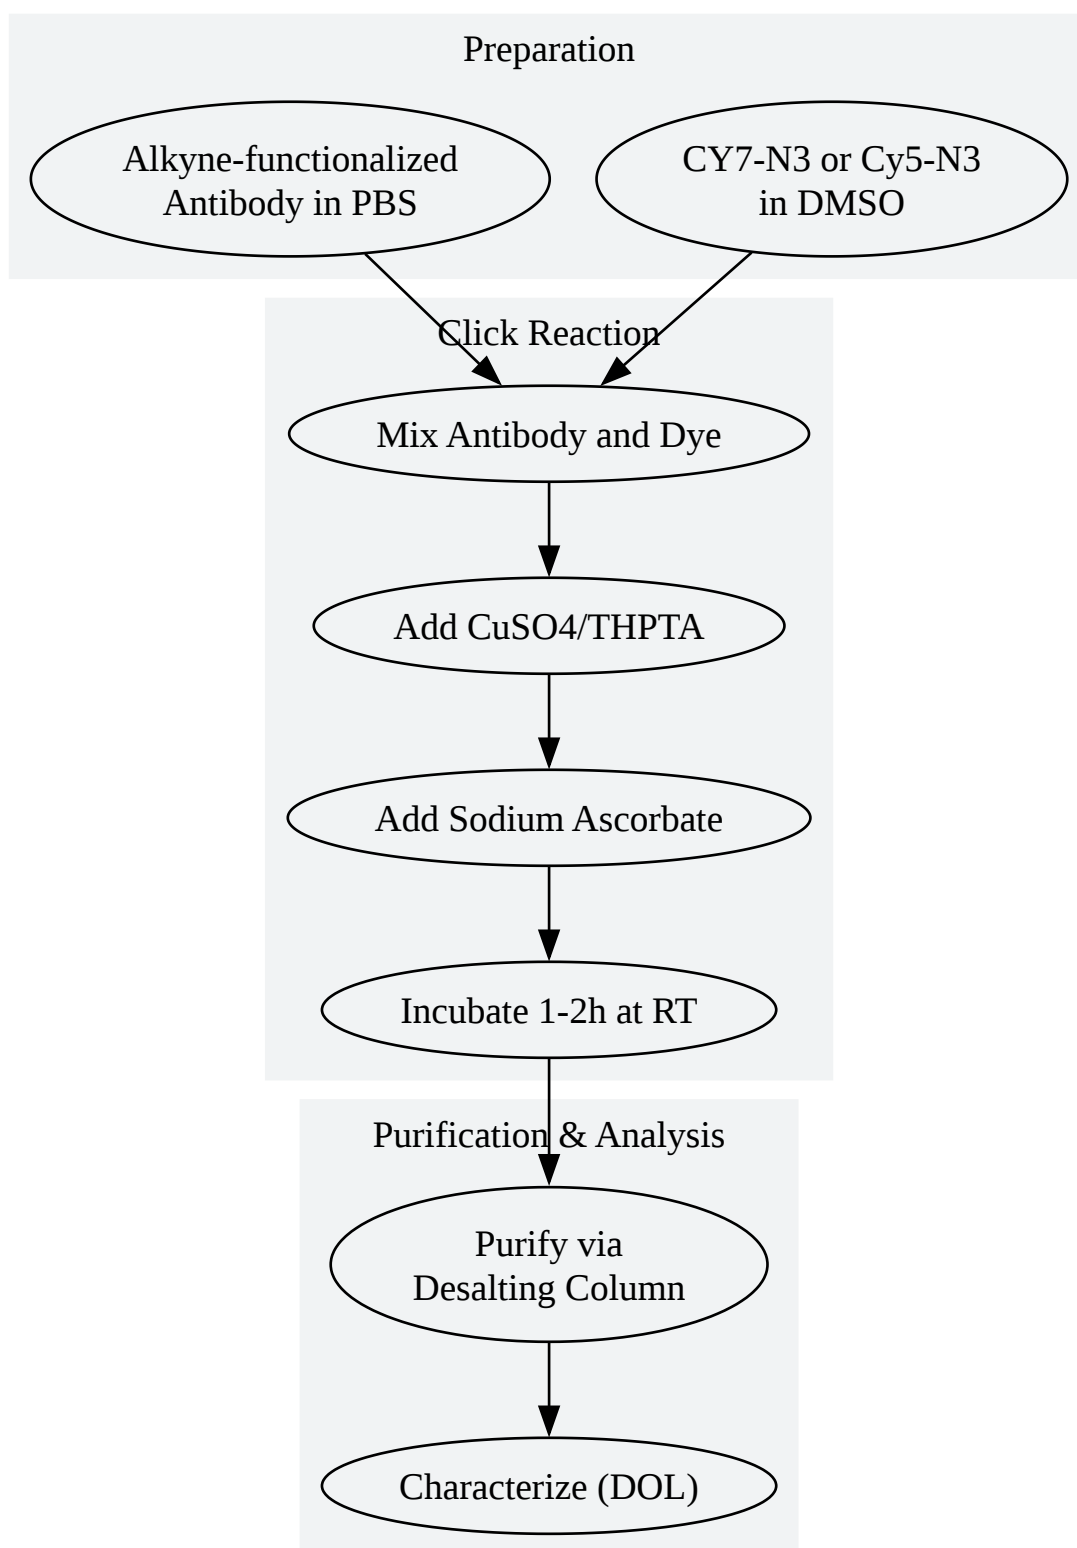 Preparation
Alkyne-functionalized
Antibody in PBS
CY7-N3 or Cy5-N3
in DMSO
Click Reaction
Mix Antibody and Dye
Add CuSO4/THPTA
Add Sodium Ascorbate
Incubate 1-2h at RT
Purification & Analysis
Purify via
Desalting Column
Characterize (DOL)